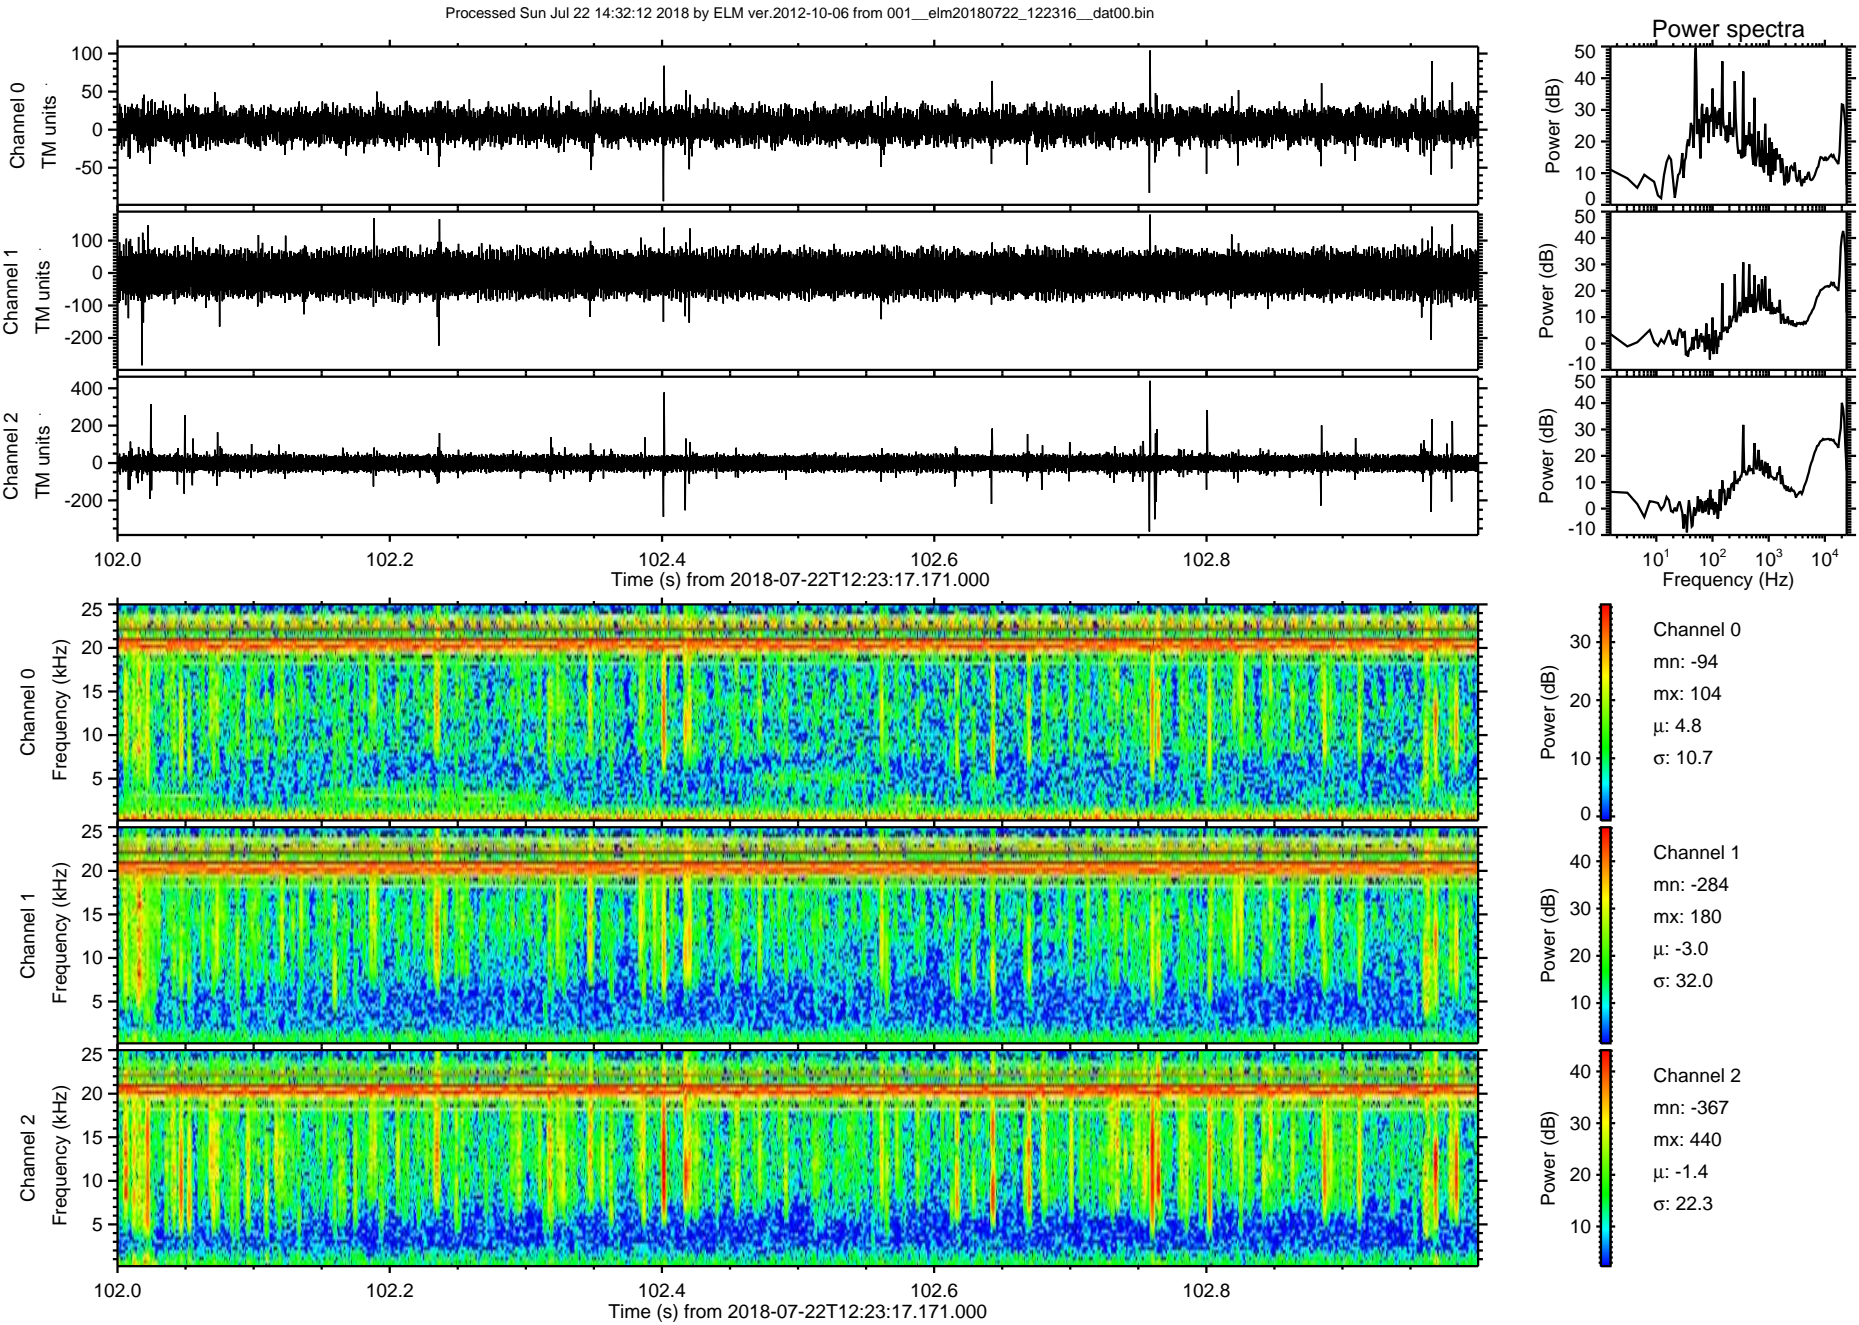 Processed Sun Jul 22 14:32:12 2018 by ELM ver.2012-10-06 from 001__elm20180722_122316__dat00.bin
Power spectra
Channel 0
TM units
100
50
0
-50
Power (dB)
50
40
30
20
10
0
Channel 1
TM units
100
0
-100
-200
Power (dB)
50
40
30
20
10
0
-10
Channel 2
TM units
400
200
0
-200
Power (dB)
50
40
30
20
10
0
-10
102.0 102.2 102.4 102.6 102.8
Time (s) from 2018-07-22T12:23:17.171.000
10^1 10^2 10^3 10^4
Frequency (Hz)
Channel 0
Frequency (kHz)
25
20
15
10
5
Power (dB)
30
20
10
0
Channel 0
mn: -94
mx: 104
μ: 4.8
σ: 10.7
Channel 1
Frequency (kHz)
25
20
15
10
5
Power (dB)
40
30
20
10
Channel 1
mn: -284
mx: 180
μ: -3.0
σ: 32.0
Channel 2
Frequency (kHz)
25
20
15
10
5
Power (dB)
40
30
20
10
Channel 2
mn: -367
mx: 440
μ: -1.4
σ: 22.3
102.0 102.2 102.4 102.6 102.8
Time (s) from 2018-07-22T12:23:17.171.000